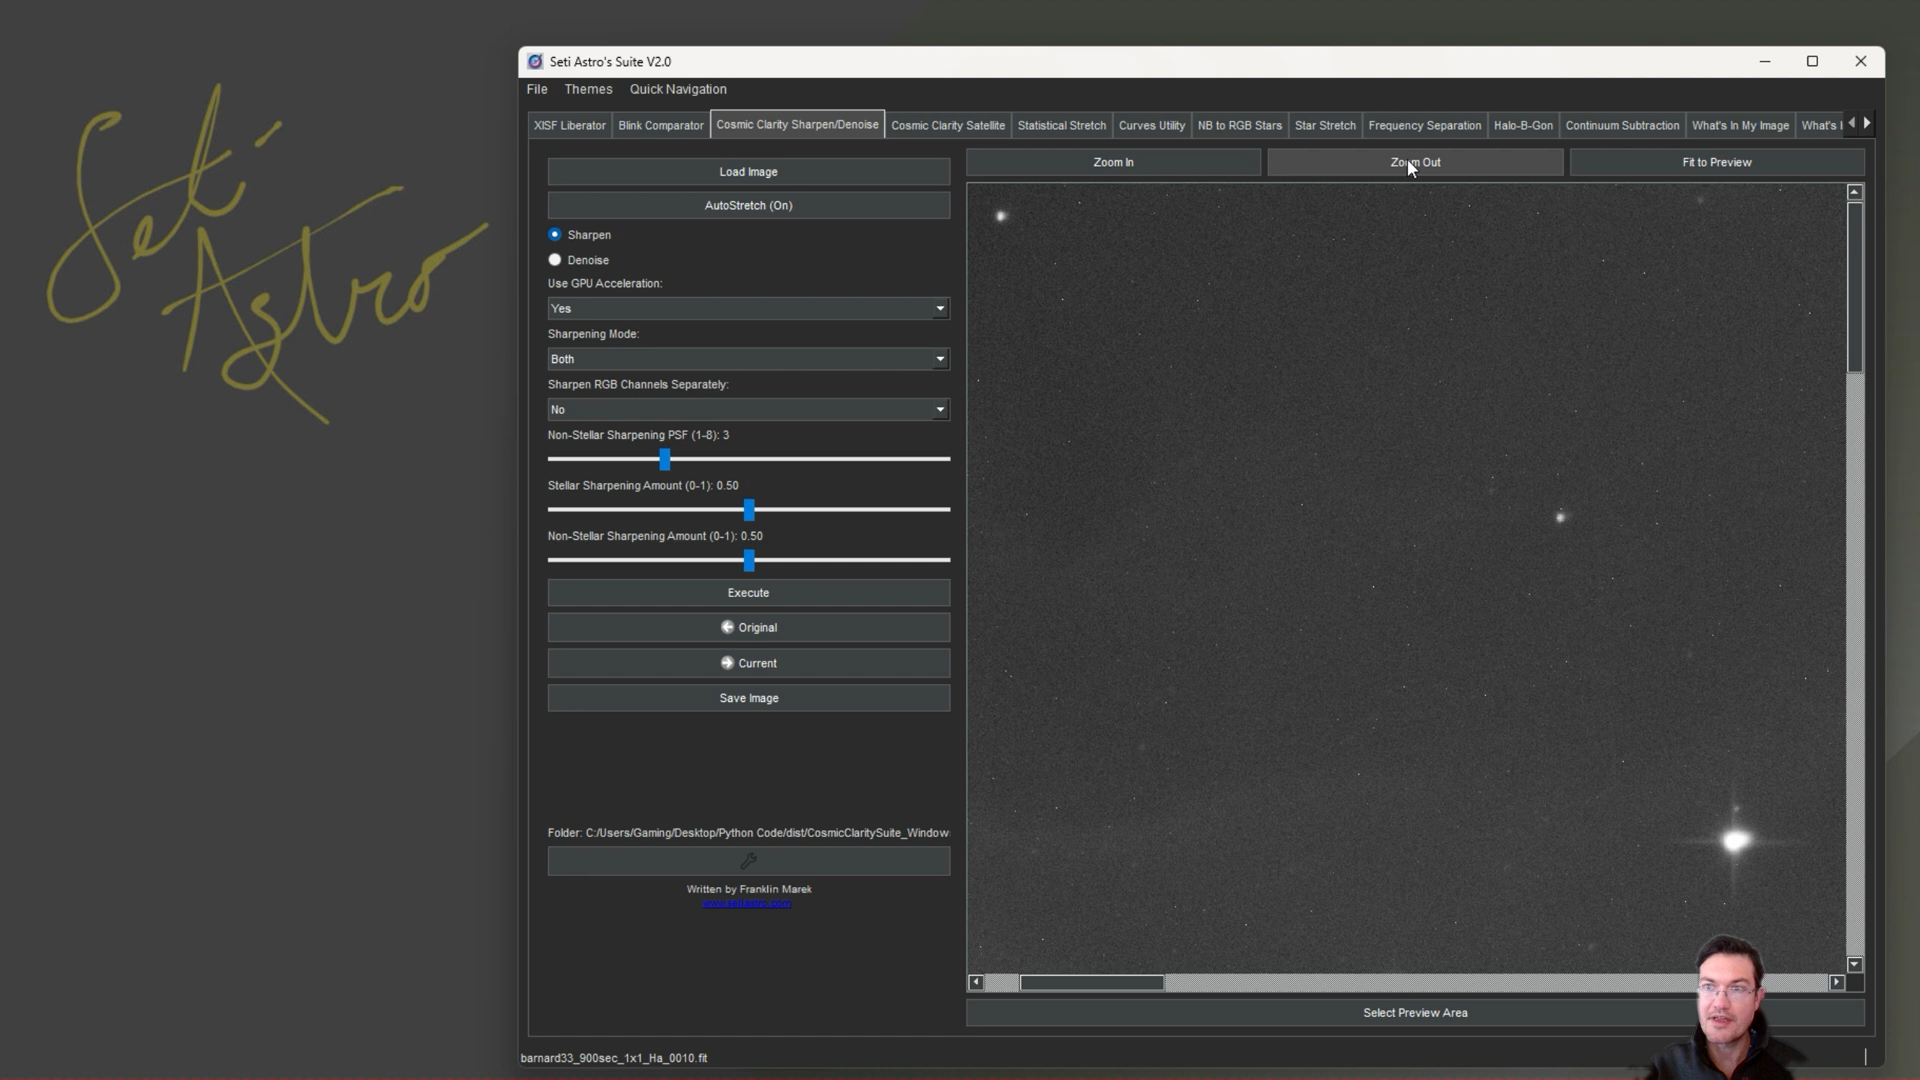 Seti
Astro
Seti Astro's Suite V2.0
File Themes Quick Navigation
XISF Liberator Blink Comparator Cosmic Clarity Sharpen/Denoise Cosmic Clarity Satellite Statistical Stretch Curves Utility NB to RGB Stars Star Stretch Frequency Separation Halo-B-Gon Continuum Subtraction What's In My Image What's I
Load Image
Zoom In Zoom Out Fit to Preview
AutoStretch (On)
Sharpen
Denoise
Use GPU Acceleration:
Yes
Sharpening Mode:
Both
Sharpen RGB Channels Separately:
No
Non-Stellar Sharpening PSF (1-8): 3
Stellar Sharpening Amount (0-1): 0.50
Non-Stellar Sharpening Amount (0-1): 0.50
Execute
Original
Current
Save Image
Folder: C:/Users/Gaming/Desktop/Python Code/dist/CosmicClaritySuite_Window
Written by Franklin Marek
www.setiastro.com
Select Preview Area
barnard33_900sec_1x1_Ha_0010.fit